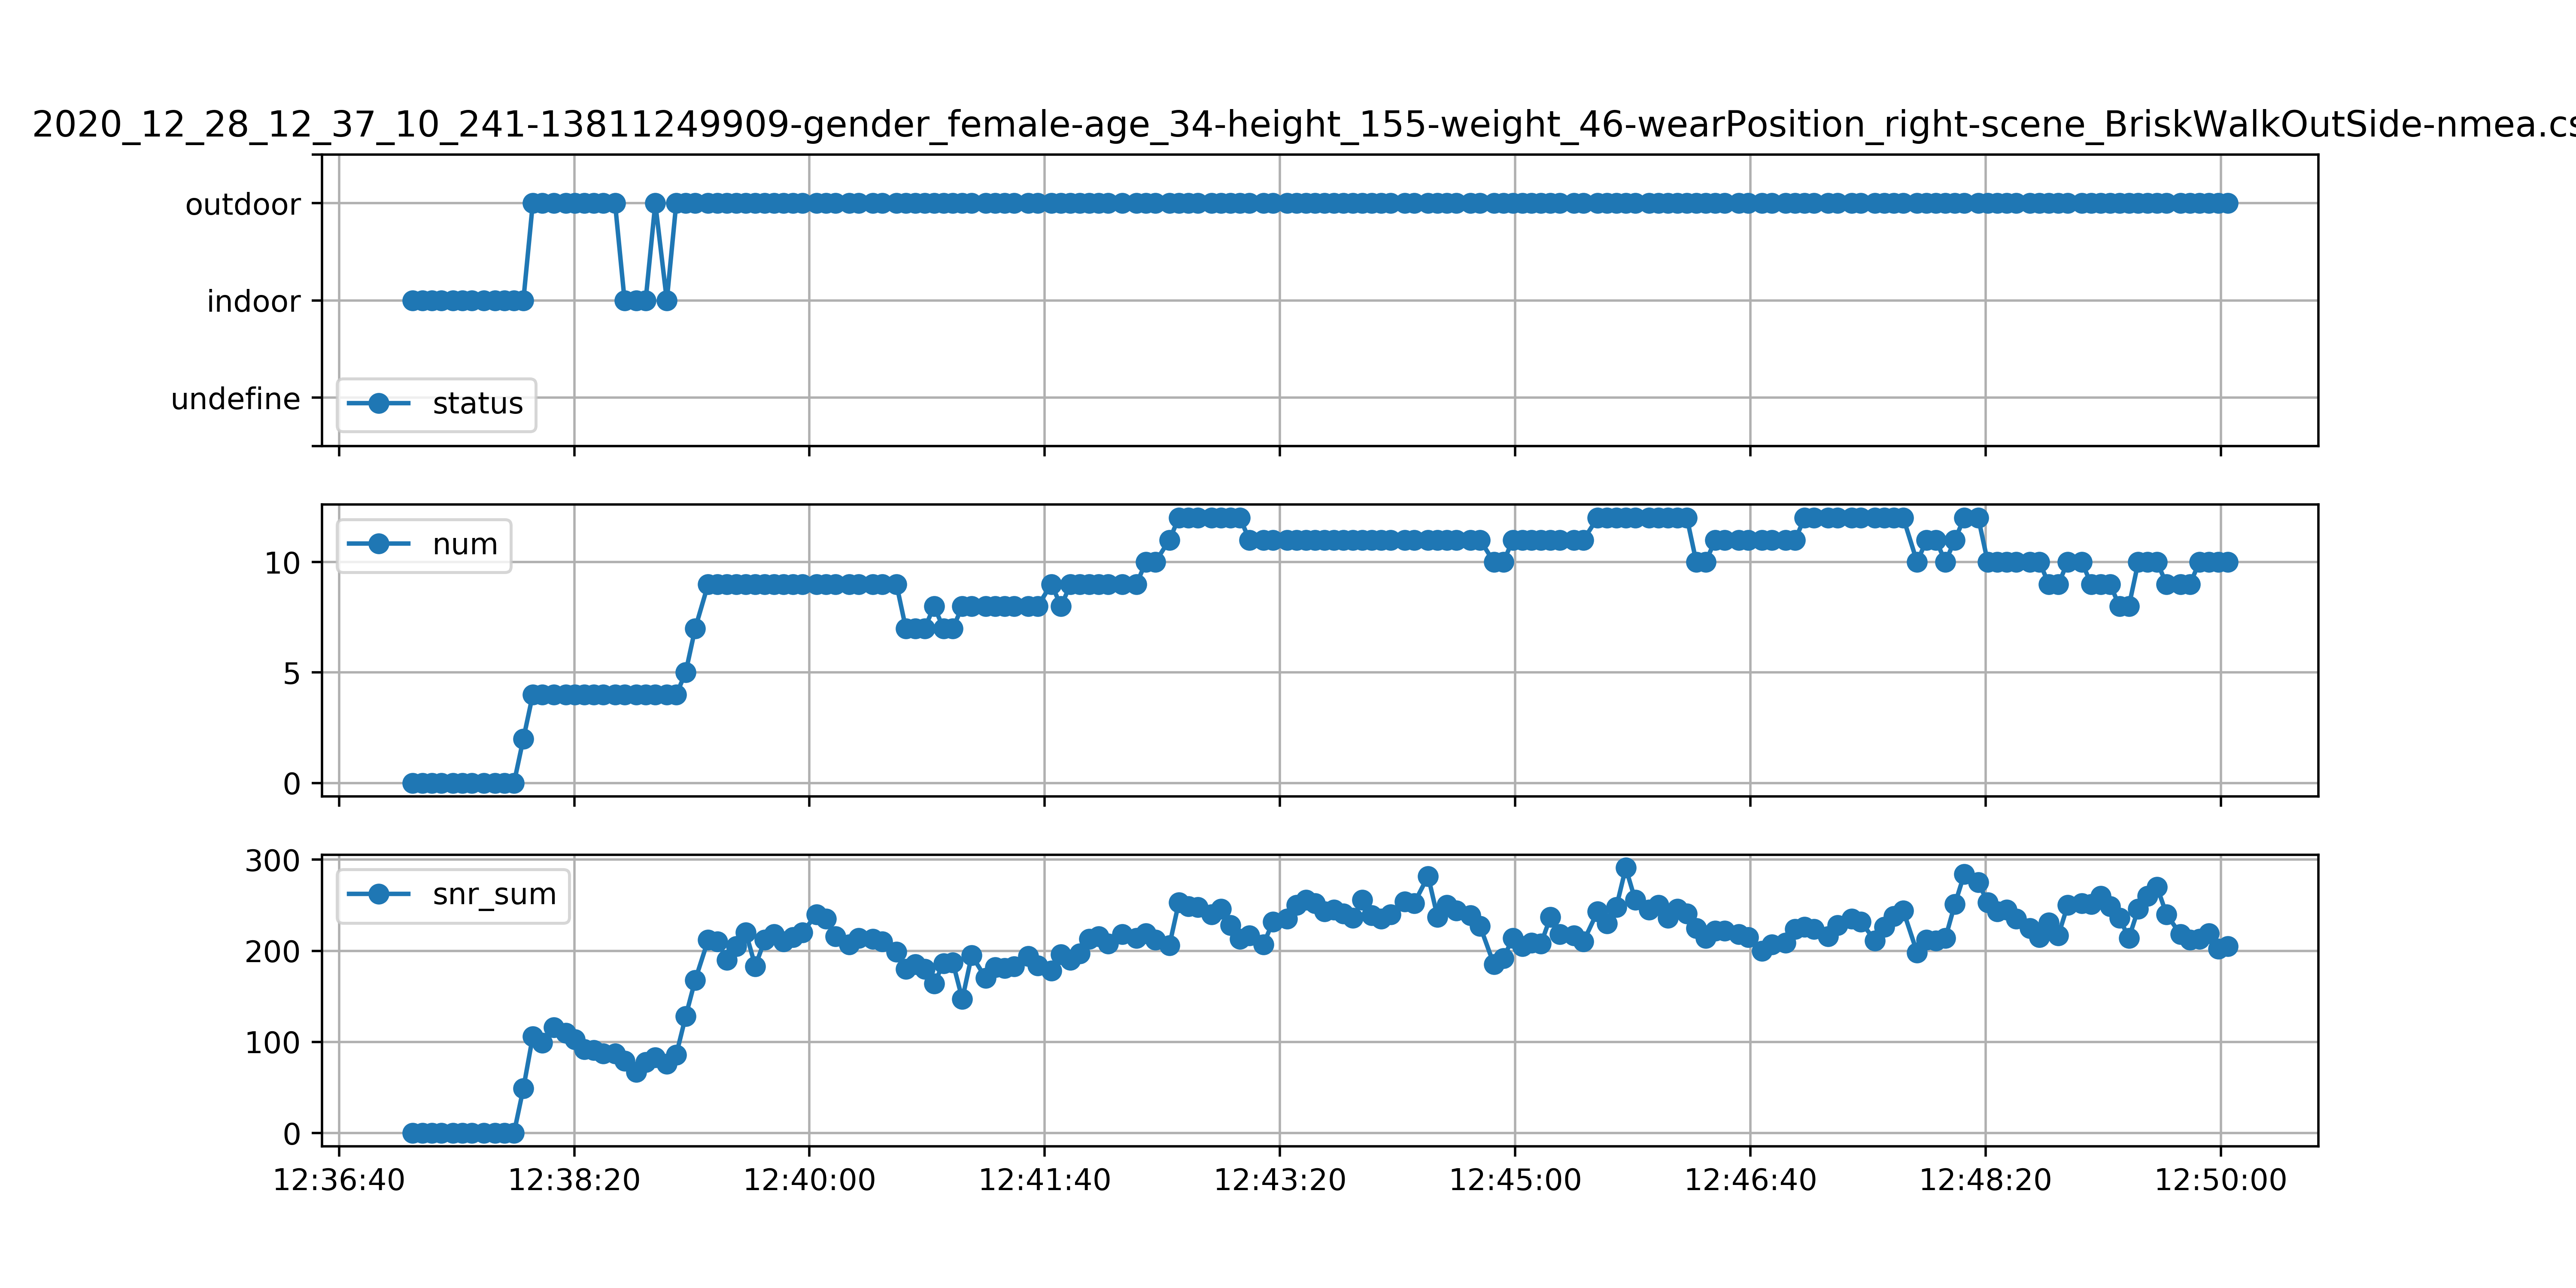 2020_12_28_12_37_10_241-13811249909-gender_female-age_34-height_155-weight_46-wearPosition_right-scene_BriskWalkOutSide-nmea.cs
outdoor
indoor
undefine
status
num
10
5
0
snr_sum
300
200
100
0
12:36:40 12:38:20 12:40:00 12:41:40 12:43:20 12:45:00 12:46:40 12:48:20 12:50:00